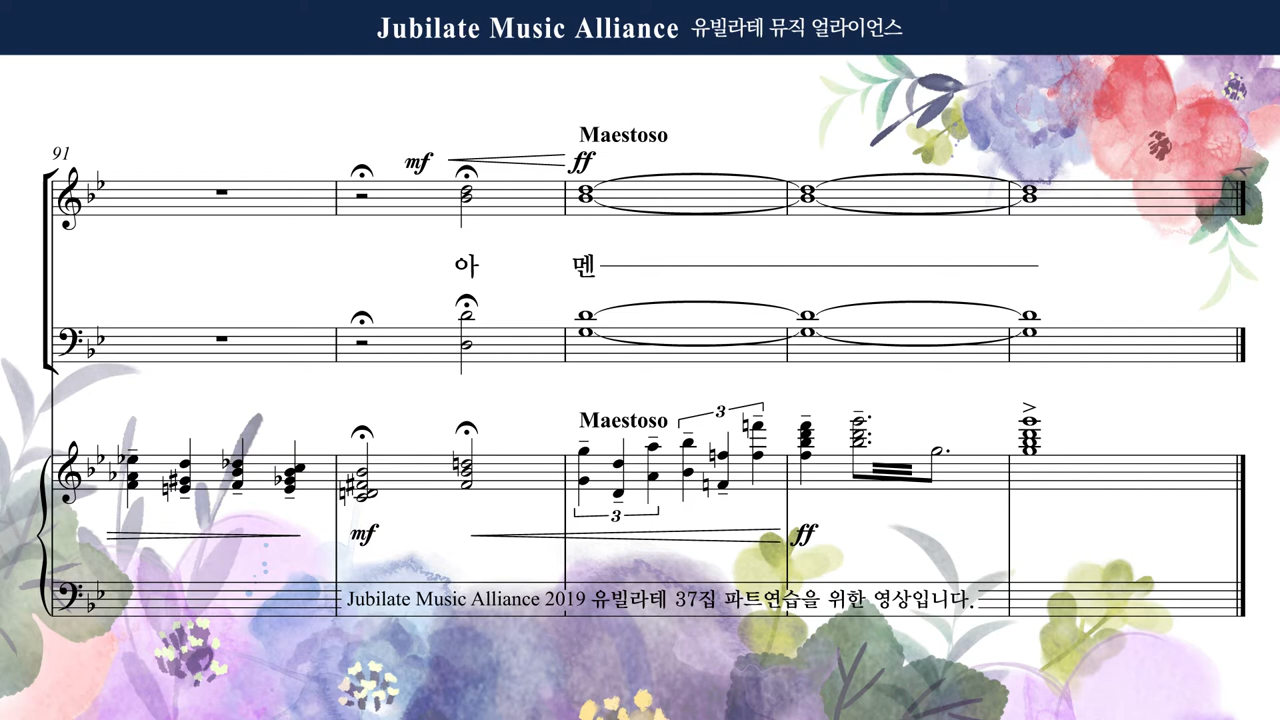 Jubilate Music Alliance 유빌라테 뮤직 얼라이언스
Maestoso
91
mf ff
아 멘
Maestoso
3
3
mf ff
Jubilate Music Alliance 2019 유빌라테 37집 파트연습을 위한 영상입니다.